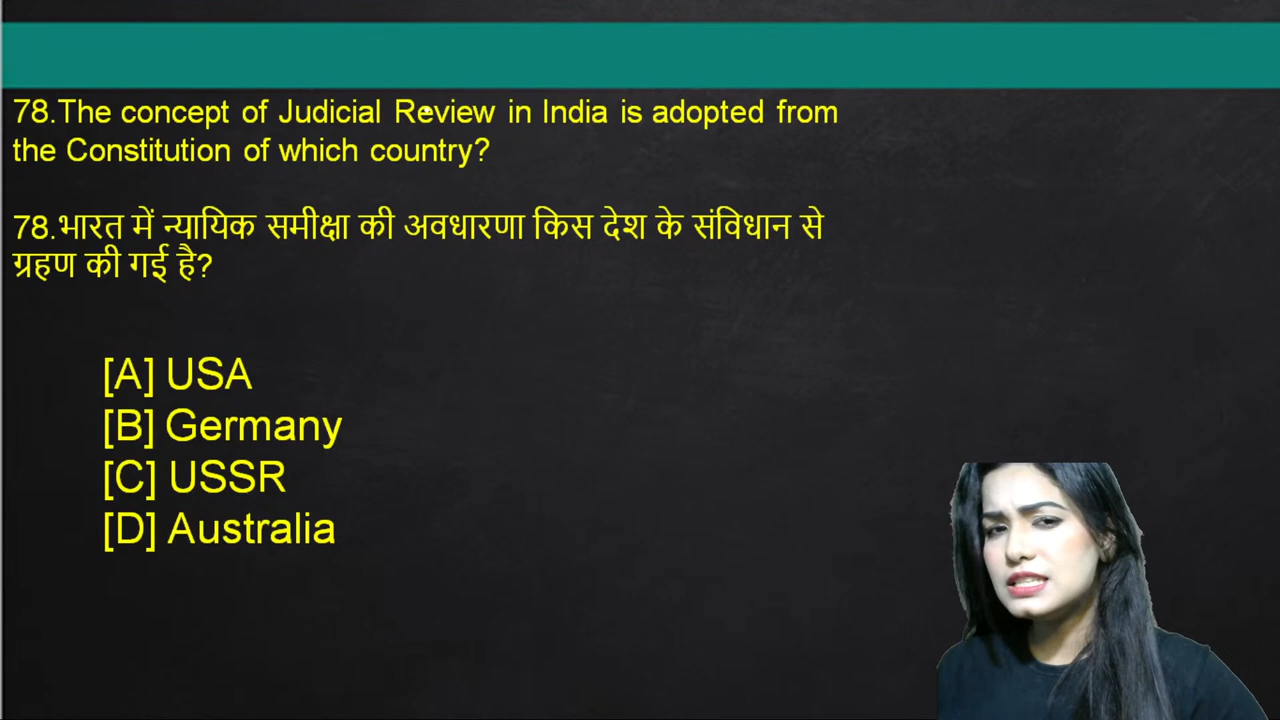 78.The concept of Judicial Review in India is adopted from
the Constitution of which country?
78.भारत में न्यायिक समीक्षा की अवधारणा किस देश के संविधान से
ग्रहण की गई है?
[A] USA
[B] Germany
[C] USSR
[D] Australia